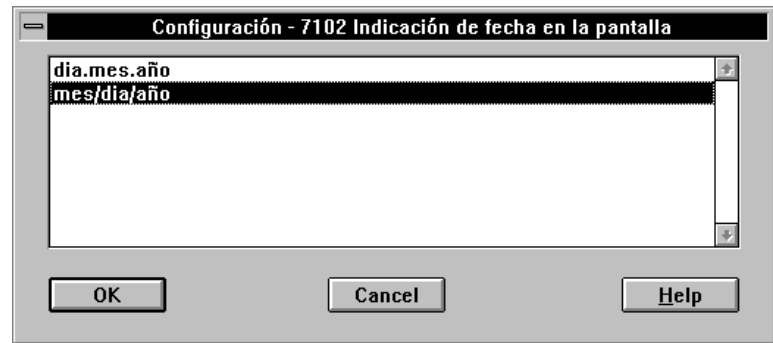 Configuración - 7102 Indicación de fecha en la pantalla
dia.mes.año
mes/dia/año
OK
Cancel
Help